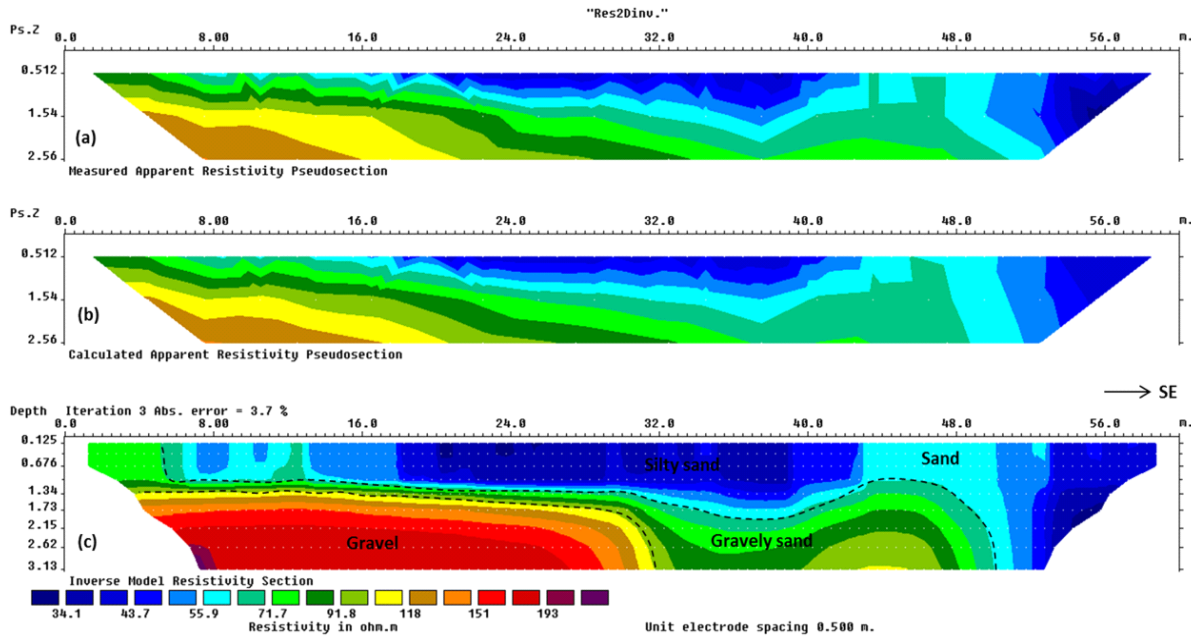 "Res2Dinv."
Ps.Z 0.0 8.00 16.0 24.0 32.0 40.0 48.0 56.0 m.
0.512
1.54
(a)
2.56
Measured Apparent Resistivity Pseudosection
Ps.Z 0.0 8.00 16.0 24.0 32.0 40.0 48.0 56.0 m.
0.512
1.54
(b)
2.56
Calculated Apparent Resistivity Pseudosection
SE
Depth Iteration 3 Abs. error = 3.7 %
0.0 8.00 16.0 24.0 32.0 40.0 48.0 56.0 m.
0.125
0.676 Silty sand Sand
1.34
1.73
2.15
(c) Gravel Gravely sand
2.62
3.13
Inverse Model Resistivity Section
34.1 43.7 55.9 71.7 91.8 118 151 193
Resistivity in ohm.m Unit electrode spacing 0.500 m.